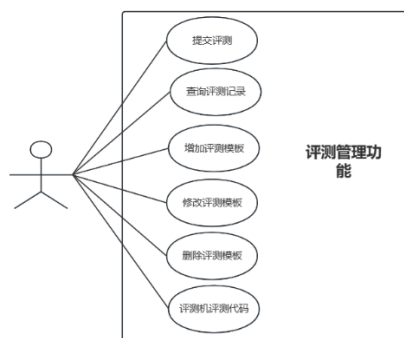 提交评测
查询评测记录
增加评测模板
评测管理功
能
修改评测模板
删除评测模板
评测机评测代码